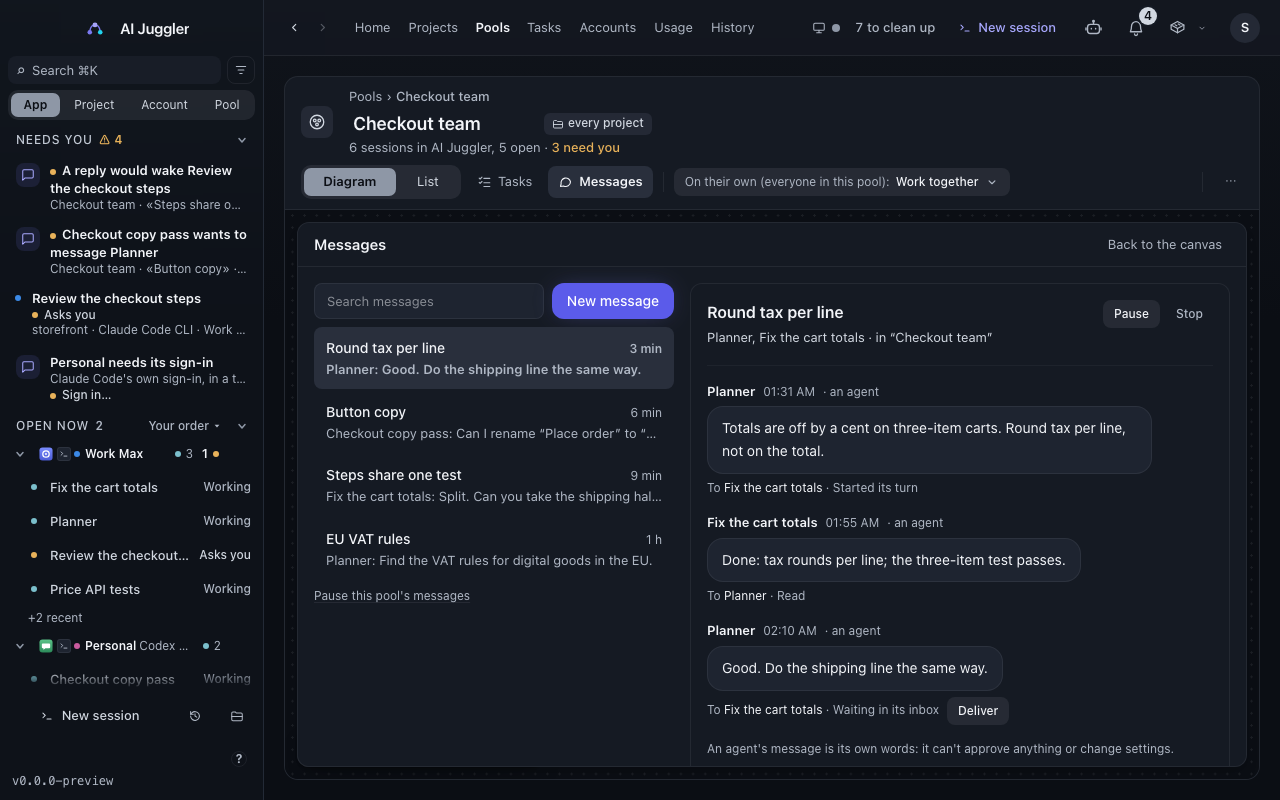 AI Juggler
Search ⌘K
App
Project
Account
Pool
NEEDS YOU
4
A reply would wake Review
the checkout steps
Checkout team · «Steps share o...
Checkout copy pass wants to
message Planner
Checkout team · «Button copy» ·...
Review the checkout steps
Asks you
storefront · Claude Code CLI · Work ...
Personal needs its sign-in
Claude Code's own sign-in, in a t...
Sign in...
OPEN NOW 2
Your order
Work Max
3
1
Fix the cart totals
Working
Planner
Working
Review the checkout...
Asks you
Price API tests
Working
+2 recent
Personal Codex ...
2
Checkout copy pass
Working
New session
?
v0.0.0-preview
Home
Projects
Pools
Tasks
Accounts
Usage
History
7 to clean up
New session
4
S
Pools › Checkout team
Checkout team
every project
6 sessions in AI Juggler, 5 open · 3 need you
Diagram
List
Tasks
Messages
On their own (everyone in this pool): Work together
...
Messages
Back to the canvas
Search messages
New message
Round tax per line
3 min
Planner: Good. Do the shipping line the same way.
Button copy
6 min
Checkout copy pass: Can I rename “Place order” to “...
Steps share one test
9 min
Fix the cart totals: Split. Can you take the shipping hal...
EU VAT rules
1 h
Planner: Find the VAT rules for digital goods in the EU.
Pause this pool's messages
Round tax per line
Pause
Stop
Planner, Fix the cart totals · in “Checkout team”
Planner 01:31 AM · an agent
Totals are off by a cent on three-item carts. Round tax per line,
not on the total.
To Fix the cart totals · Started its turn
Fix the cart totals 01:55 AM · an agent
Done: tax rounds per line; the three-item test passes.
To Planner · Read
Planner 02:10 AM · an agent
Good. Do the shipping line the same way.
To Fix the cart totals · Waiting in its inbox
Deliver
An agent's message is its own words: it can't approve anything or change settings.